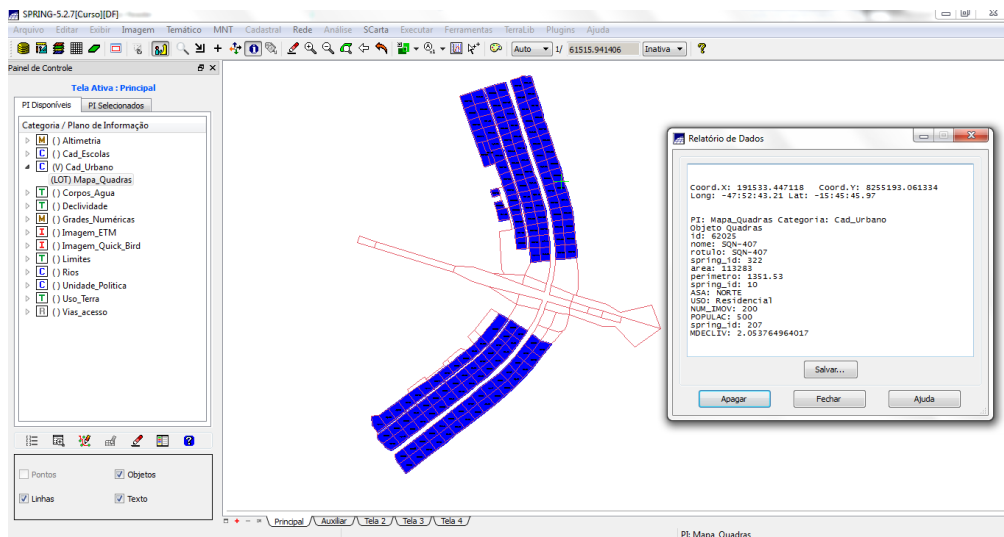 SPRING-5.2.7[Curso][DF]
Arquivo Editar Exibir Imagem Temático MNT Cadastral Rede Análise SCarta Executar Ferramentas TerraLib Plugins Ajuda
Auto 1/ 61515.941406 Inativa
Painel de Controle
Tela Ativa : Principal
PI Disponíveis PI Selecionados
Categoria / Plano de Informação
M () Altimetria
C () Cad_Escolas
C (V) Cad_Urbano
(LOT) Mapa_Quadras
T () Corpos_Agua
T () Declividade
M () Grades_Numéricas
I () Imagem_ETM
I () Imagem_Quick_Bird
T () Limites
C () Rios
C () Unidade_Politica
T () Uso_Terra
R () Vias_acesso
Pontos Objetos
Linhas Texto
Principal Auxiliar Tela 2 Tela 3 Tela 4
PI: Mapa_Quadras
Relatório de Dados
Coord.X: 191533.447118 Coord.Y: 8255193.061334
Long: -47:52:43.21 Lat: -15:45:45.97
PI: Mapa_Quadras Categoria: Cad_Urbano
Objeto Quadras
id: 62025
nome: SQN-407
rotulo: SQN-407
spring_id: 322
area: 113283
perimetro: 1351.53
spring_id: 10
ASA: NORTE
USO: Residencial
NUM_IMOV: 200
POPULAC: 500
spring_id: 207
MDECLIV: 2.053764964017
Salvar...
Apagar Fechar Ajuda